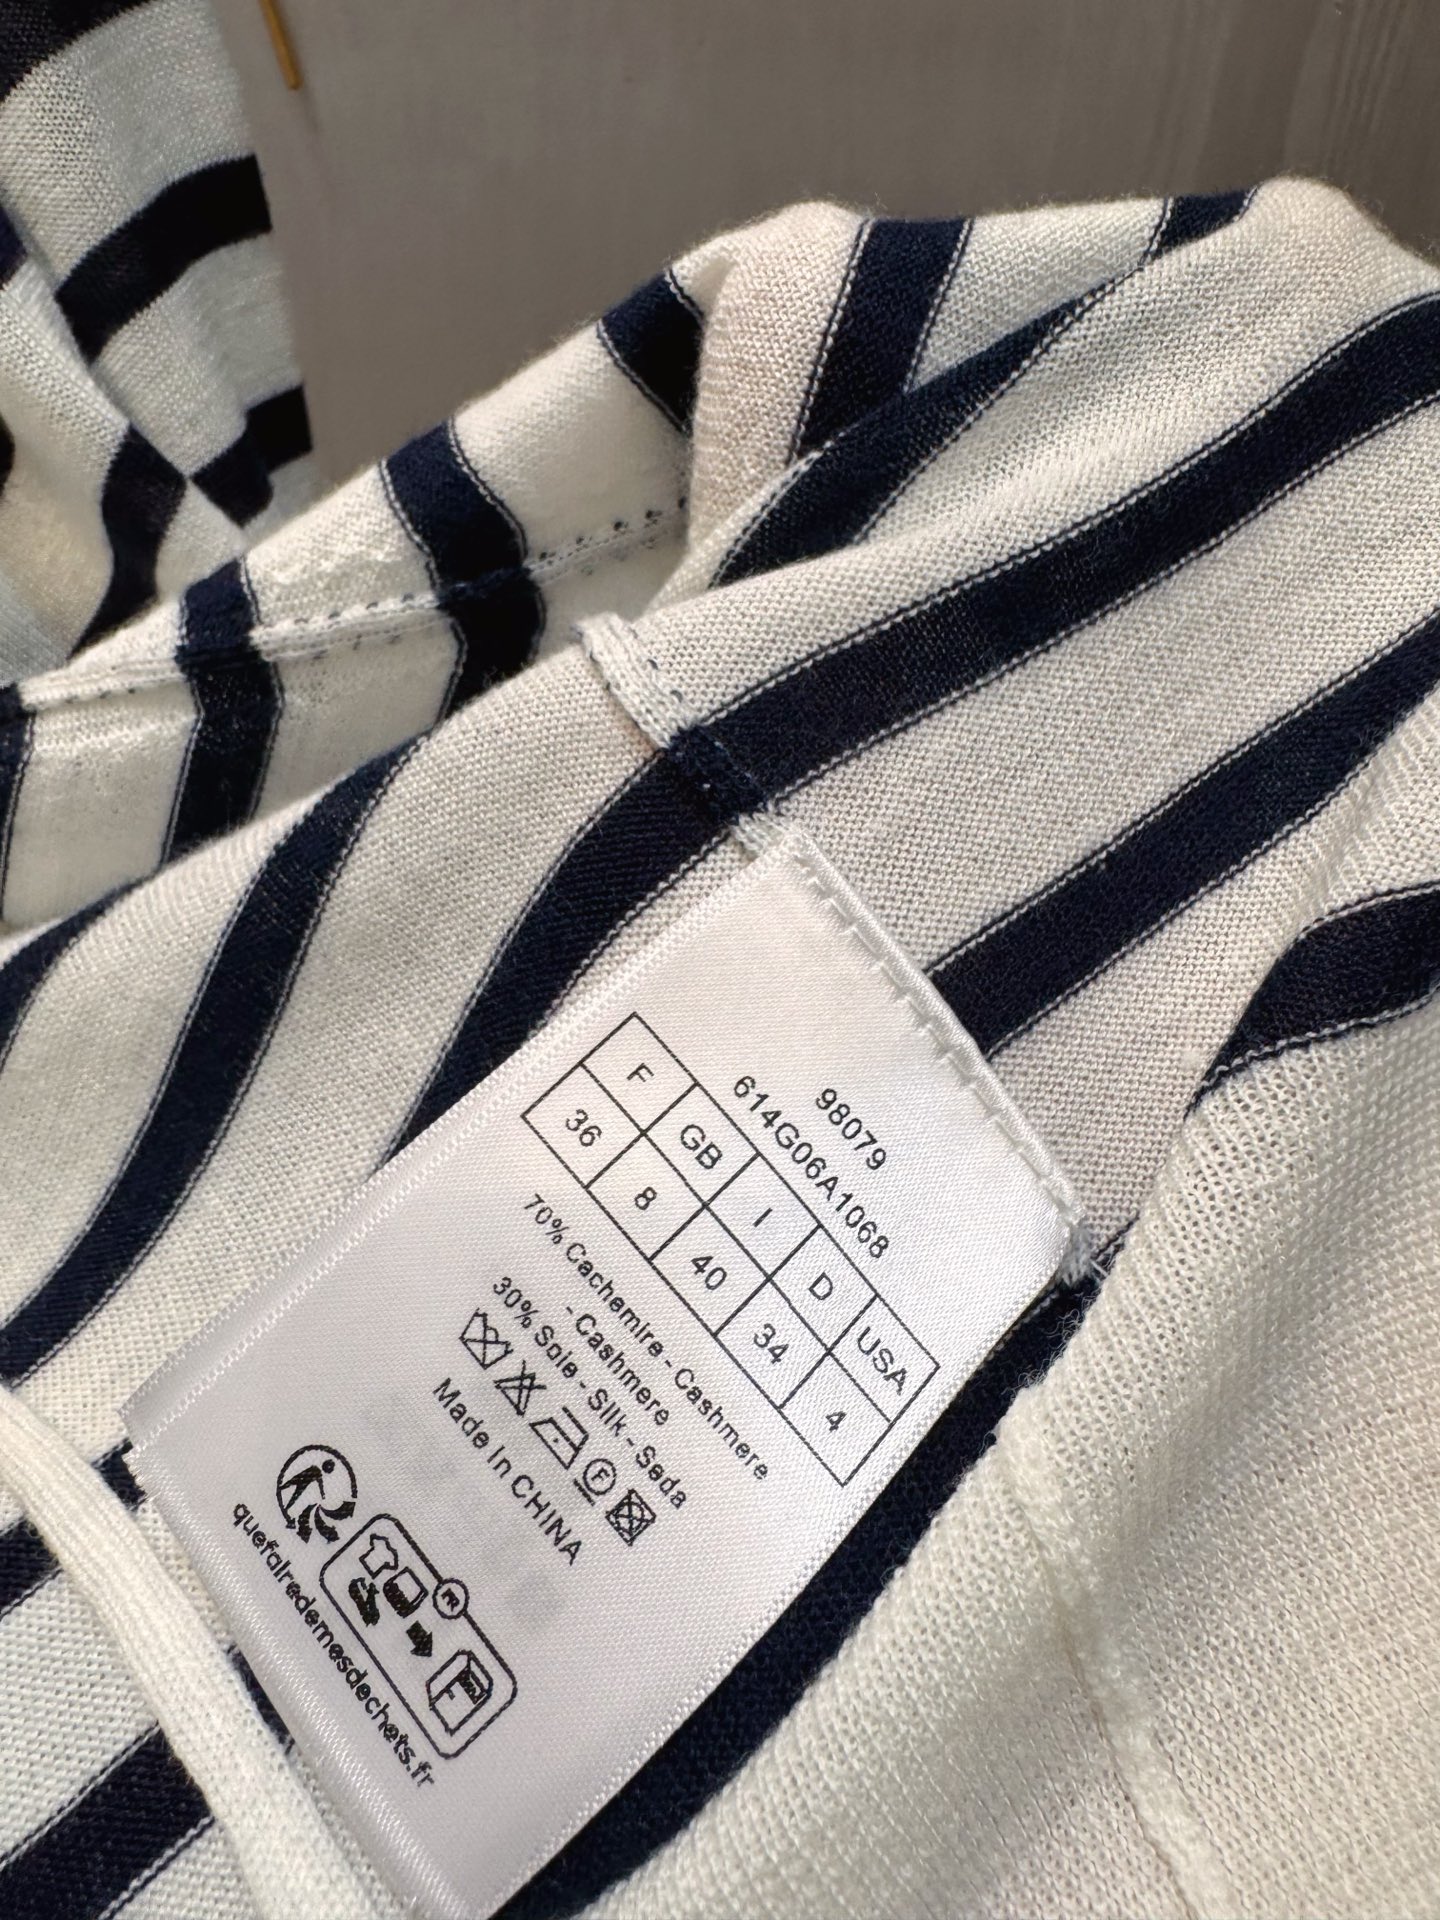 98079
614G06A1068
F GB I D USA
36 8 40 34 4
70% Cachemire - Cashmere
- Cashmere
30% Soie - Silk - Seda
F
Made In CHINA
FR
quefairedemesdechets.fr